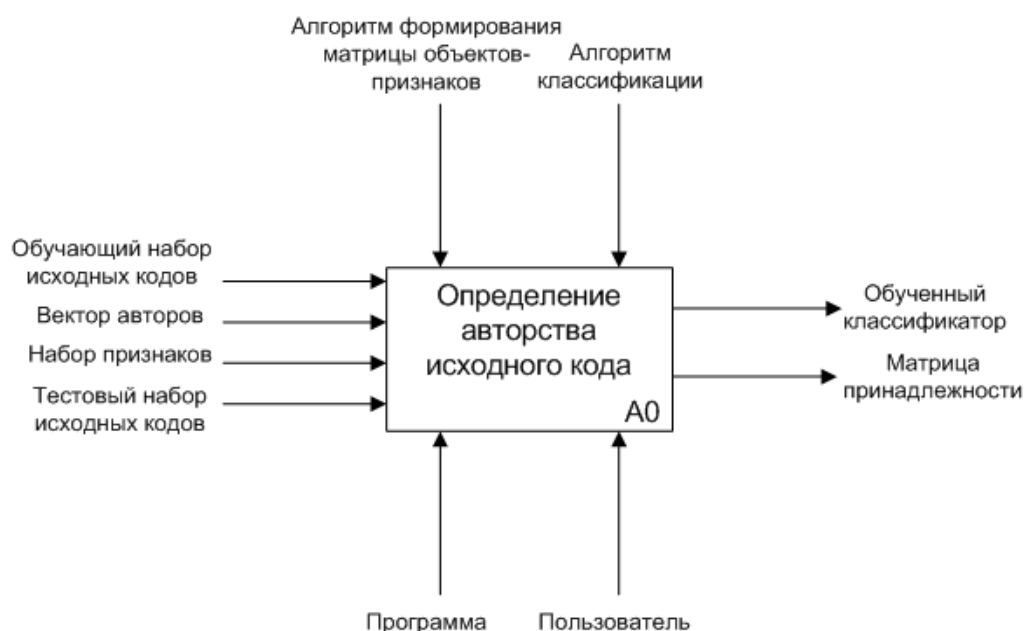 Алгоритм формирования
матрицы объектов-
признаков
Алгоритм
классификации
Обучающий набор
исходных кодов
Вектор авторов
Набор признаков
Тестовый набор
исходных кодов
Определение
авторства
исходного кода
A0
Обученный
классификатор
Матрица
принадлежности
Программа
Пользователь